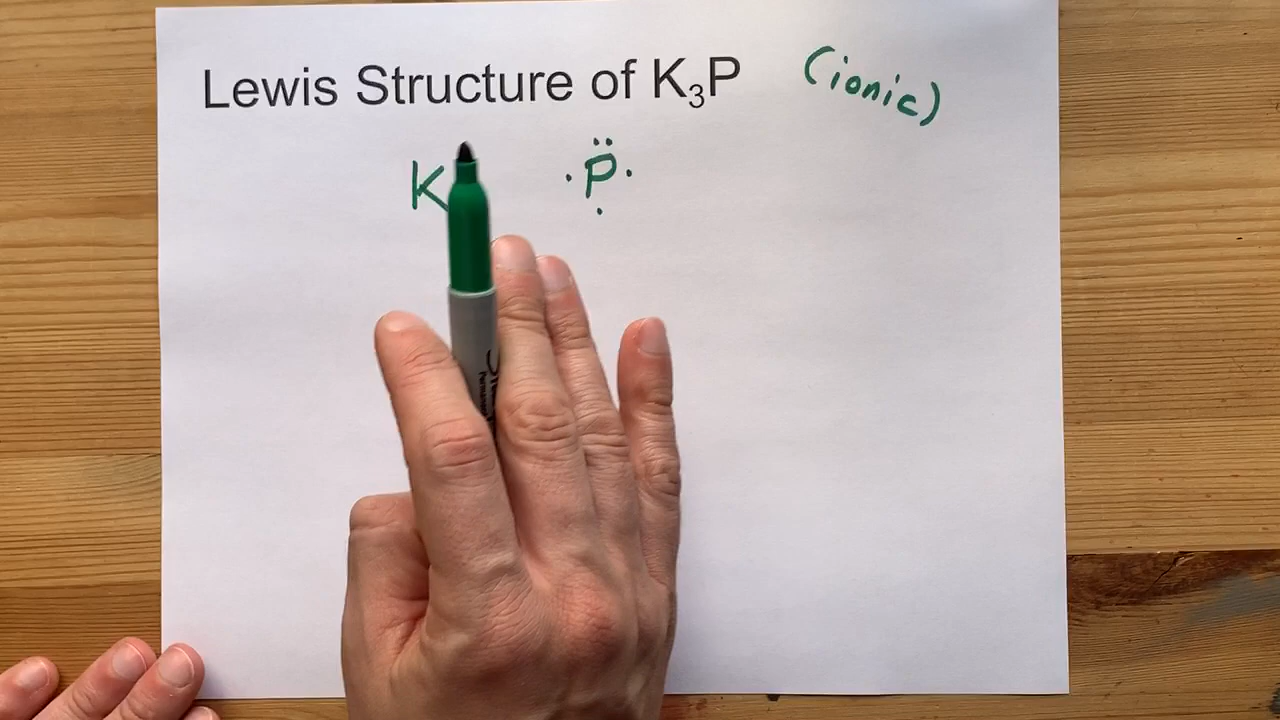 Lewis Structure of K₃P (ionic)
K ·P̈·